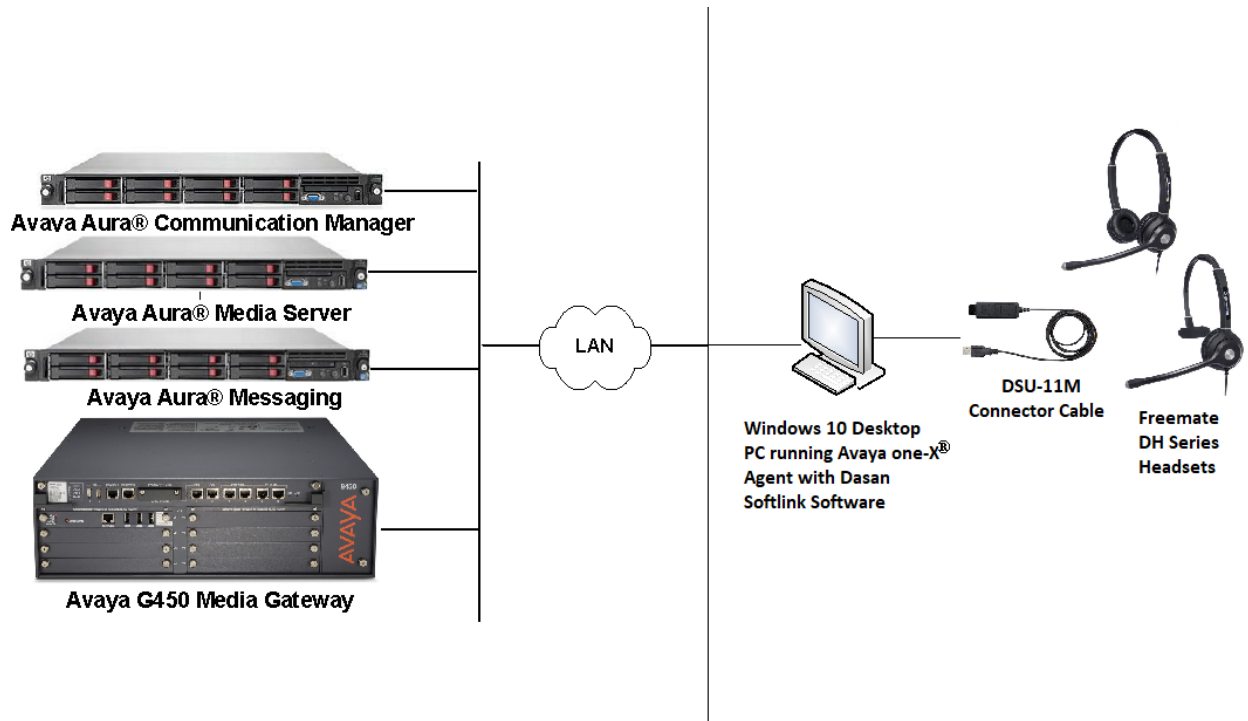 Avaya Aura® Communication Manager
Avaya Aura® Media Server
Avaya Aura® Messaging
G450
AVAYA
Avaya G450 Media Gateway
LAN
Windows 10 Desktop
PC running Avaya one-X®
Agent with Dasan
Softlink Software
DSU-11M
Connector Cable
Freemate
DH Series
Headsets